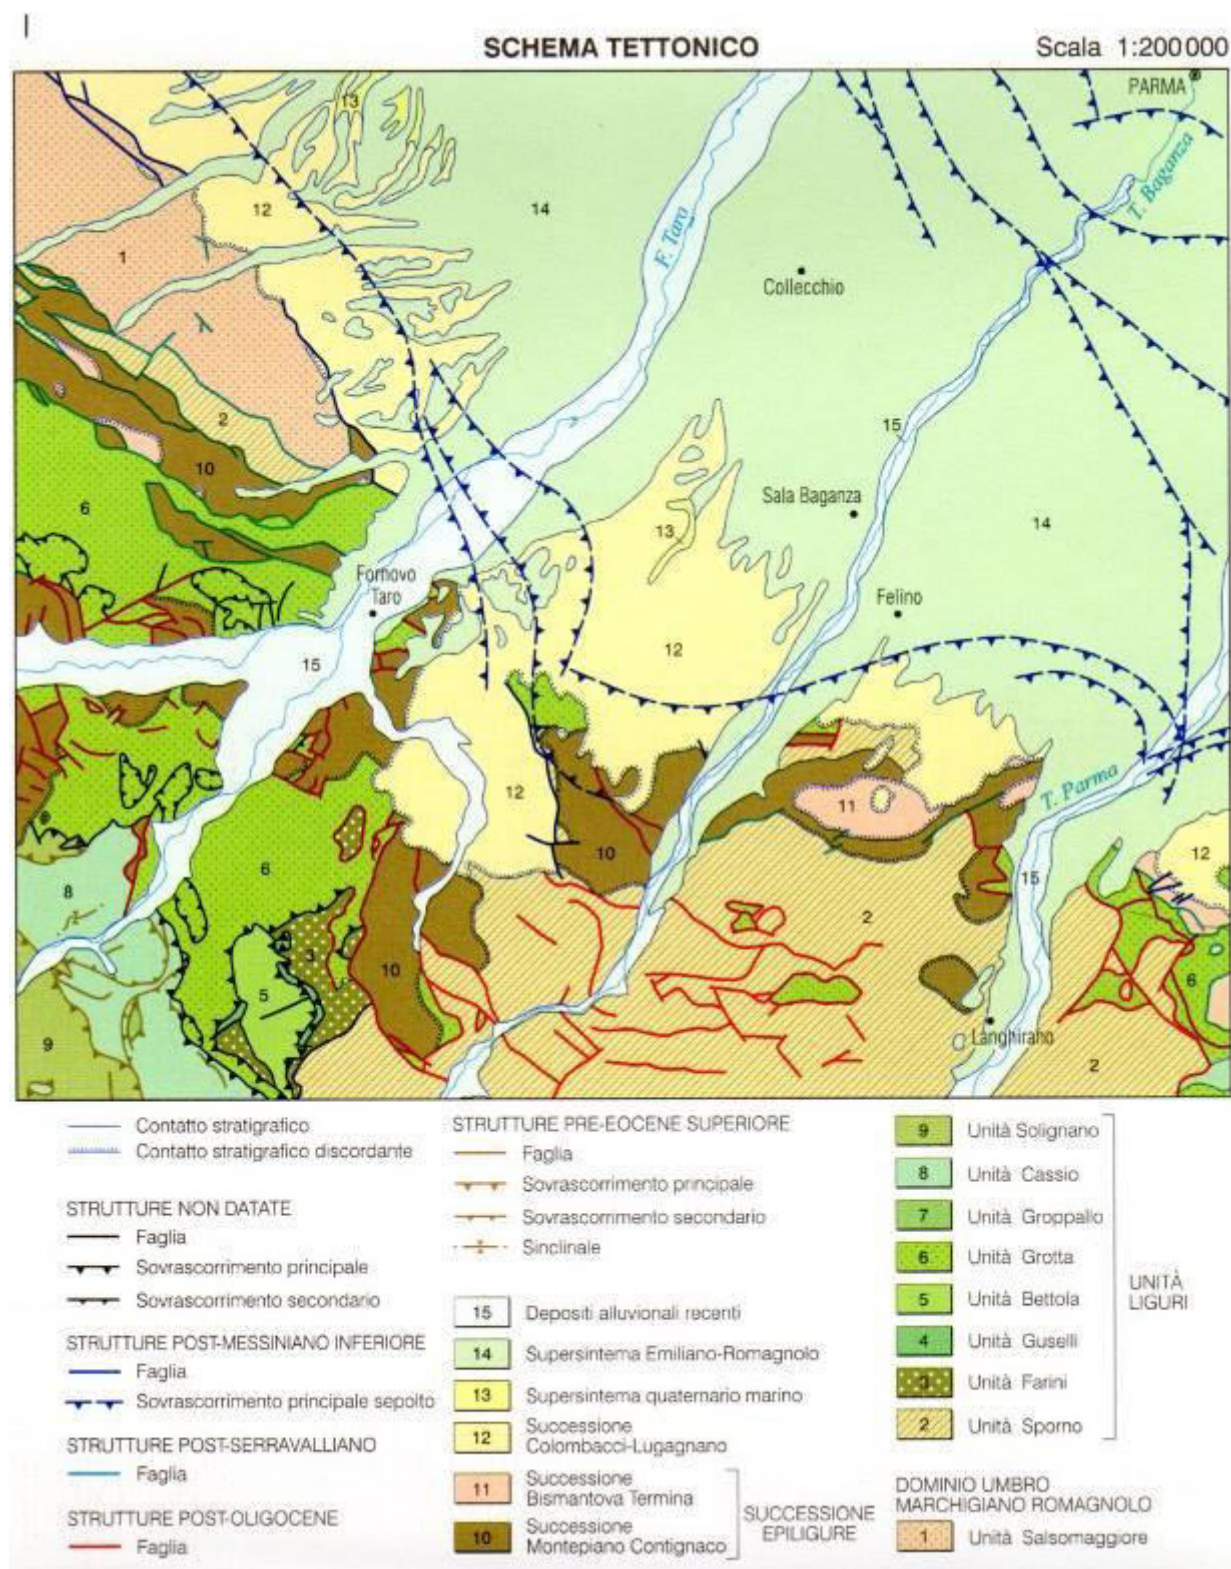 SCHEMA TETTONICO
Scala 1:200 000
PARMA
13
T. Baganza
12
14
F. Taro
1
Collecchio
2
15
10
Sala Baganza
6
13
14
Fornovo
Taro
Felino
15
12
T. Parma
12
11
10
12
8
6
15
2
3
10
5
6
9
Langhirano
2
Contatto stratigrafico
Contatto stratigrafico discordante
STRUTTURE NON DATATE
Faglia
Sovrascorrimento principale
Sovrascorrimento secondario
STRUTTURE POST-MESSINIANO INFERIORE
Faglia
Sovrascorrimento principale sepolto
STRUTTURE POST-SERRAVALLIANO
Faglia
STRUTTURE POST-OLIGOCENE
Faglia
STRUTTURE PRE-EOCENE SUPERIORE
Faglia
Sovrascorrimento principale
Sovrascorrimento secondario
Sinclinale
15 Depositi alluvionali recenti
14 Supersintema Emiliano-Romagnolo
13 Supersintema quaternario marino
12 Successione
Colombacci-Lugagnano
11 Successione
Bismantova Termina
10 Successione
Montepiano Contignaco
SUCCESSIONE
EPILIGURE
9 Unità Solignano
8 Unità Cassio
7 Unità Groppallo
6 Unità Grotta
5 Unità Bettola
4 Unità Guselli
3 Unità Farini
2 Unità Sporno
UNITÀ
LIGURI
DOMINIO UMBRO
MARCHIGIANO ROMAGNOLO
1 Unità Salsomaggiore